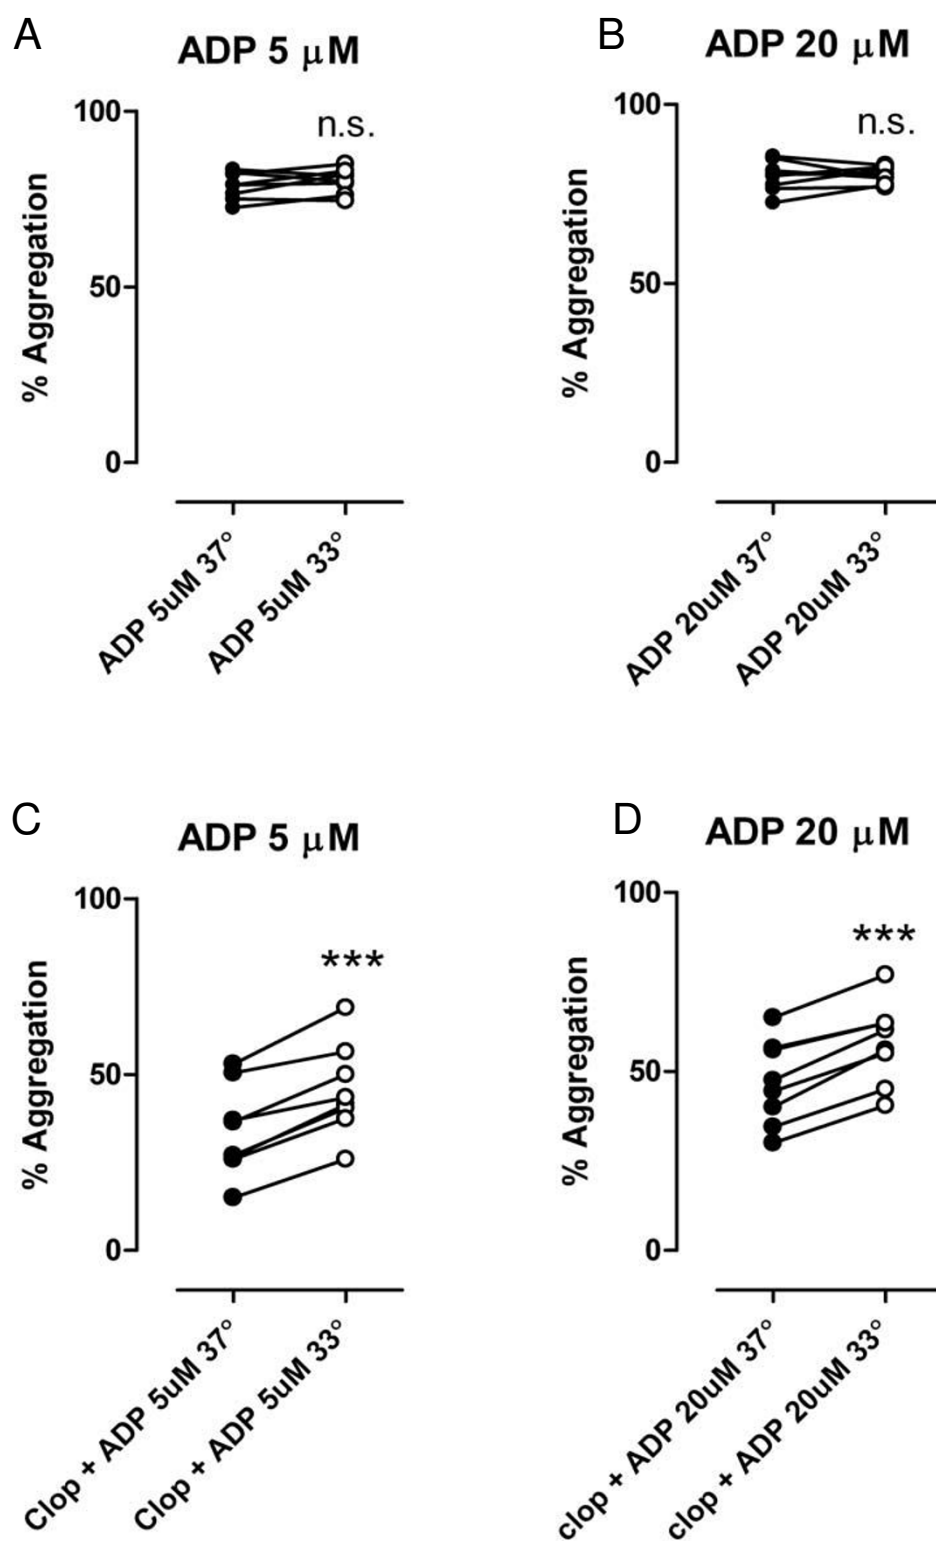 A
ADP 5 μM
n.s.
100
50
0
% Aggregation
ADP 5uM 37°
ADP 5uM 33°
B
ADP 20 μM
n.s.
100
50
0
% Aggregation
ADP 20uM 37°
ADP 20uM 33°
C
ADP 5 μM
***
100
50
0
% Aggregation
Clop + ADP 5uM 37°
Clop + ADP 5uM 33°
D
ADP 20 μM
***
100
50
0
% Aggregation
clop + ADP 20uM 37°
clop + ADP 20uM 33°